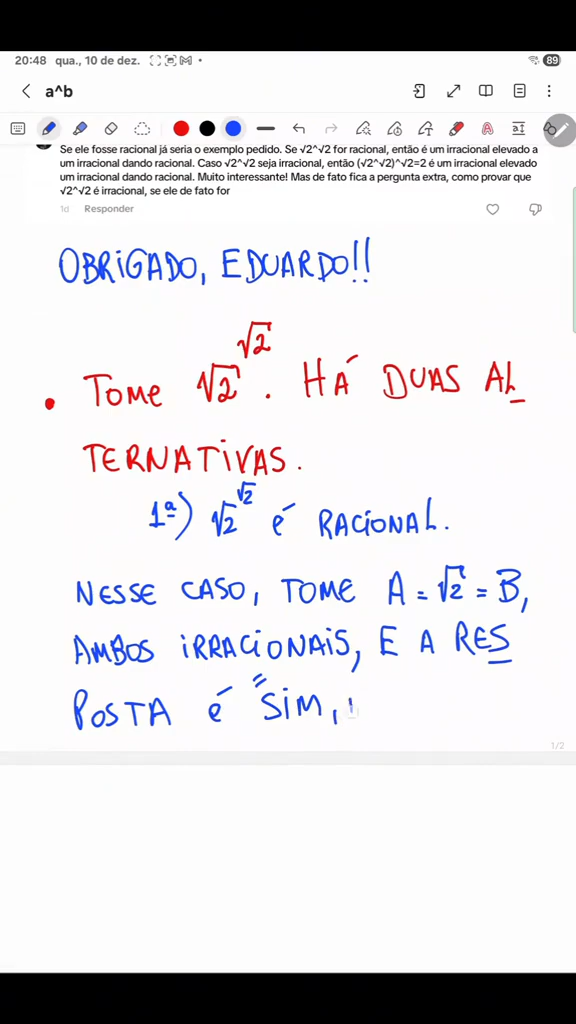 20:48 qua., 10 de dez.
89
a^b
Se ele fosse racional já seria o exemplo pedido. Se √2^√2 for racional, então é um irracional elevado a
um irracional dando racional. Caso √2^√2 seja irracional, então (√2^√2)^√2=2 é um irracional elevado
um irracional dando racional. Muito interessante! Mas de fato fica a pergunta extra, como provar que
√2^√2 é irracional, se ele de fato for
1d Responder
OBRIGADO, EDUARDO!!
• TOME √2^√2. HÁ DUAS AL
TERNATIVAS.
1ª) √2^√2 é RACIONAL.
NESSE CASO, TOME A = √2 = B,
AMBOS IRRACIONAIS, E A RES
POSTA é "SIM,
1/2